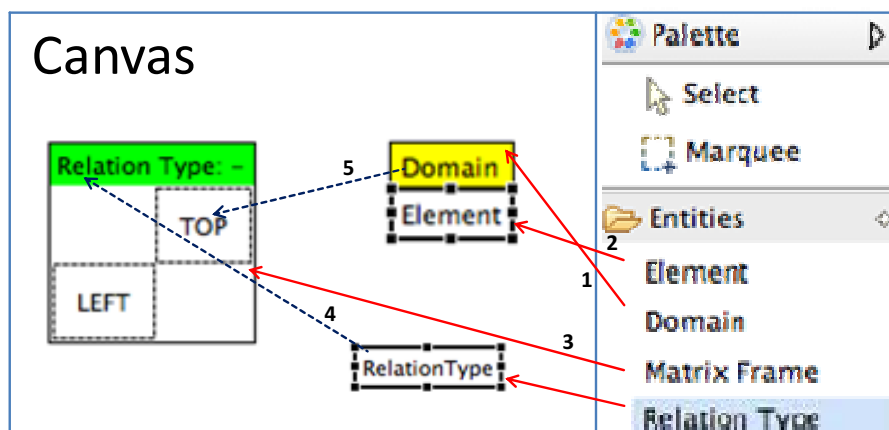 Canvas
Relation Type: –
TOP
LEFT
5
Domain
Element
4
RelationType
Palette
Select
Marquee
Entities
2
Element
1
Domain
3
Matrix Frame
Relation Type